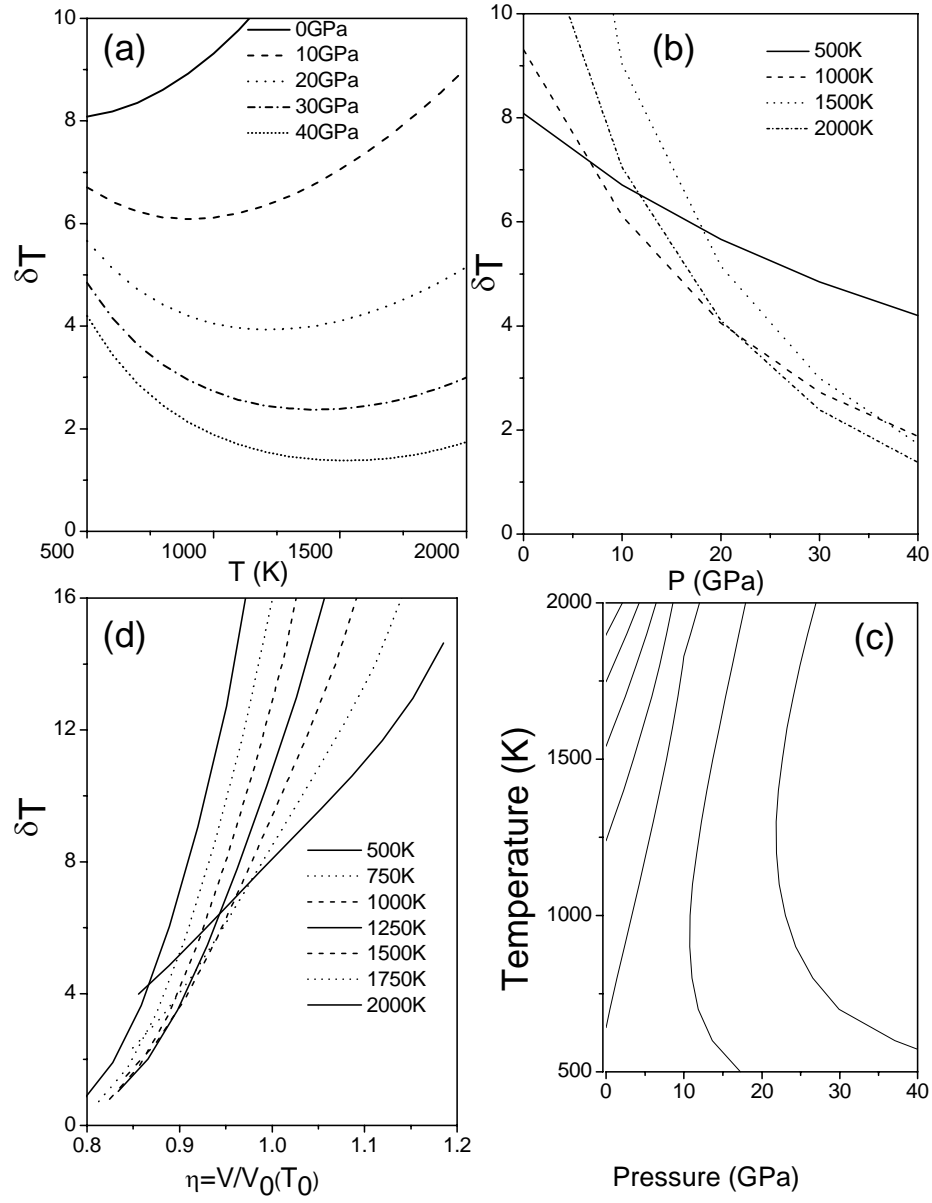 (a)
0GPa
10GPa
20GPa
30GPa
40GPa
10
8
6
4
2
0
δT
500 1000 1500 2000
T (K)
(b)
500K
1000K
1500K
2000K
10
8
6
4
2
0
δT
0 10 20 30 40
P (GPa)
(d)
16
12
8
4
0
δT
500K
750K
1000K
1250K
1500K
1750K
2000K
0.8 0.9 1.0 1.1 1.2
η=V/V0(T0)
(c)
2000
1500
1000
500
Temperature (K)
0 10 20 30 40
Pressure (GPa)